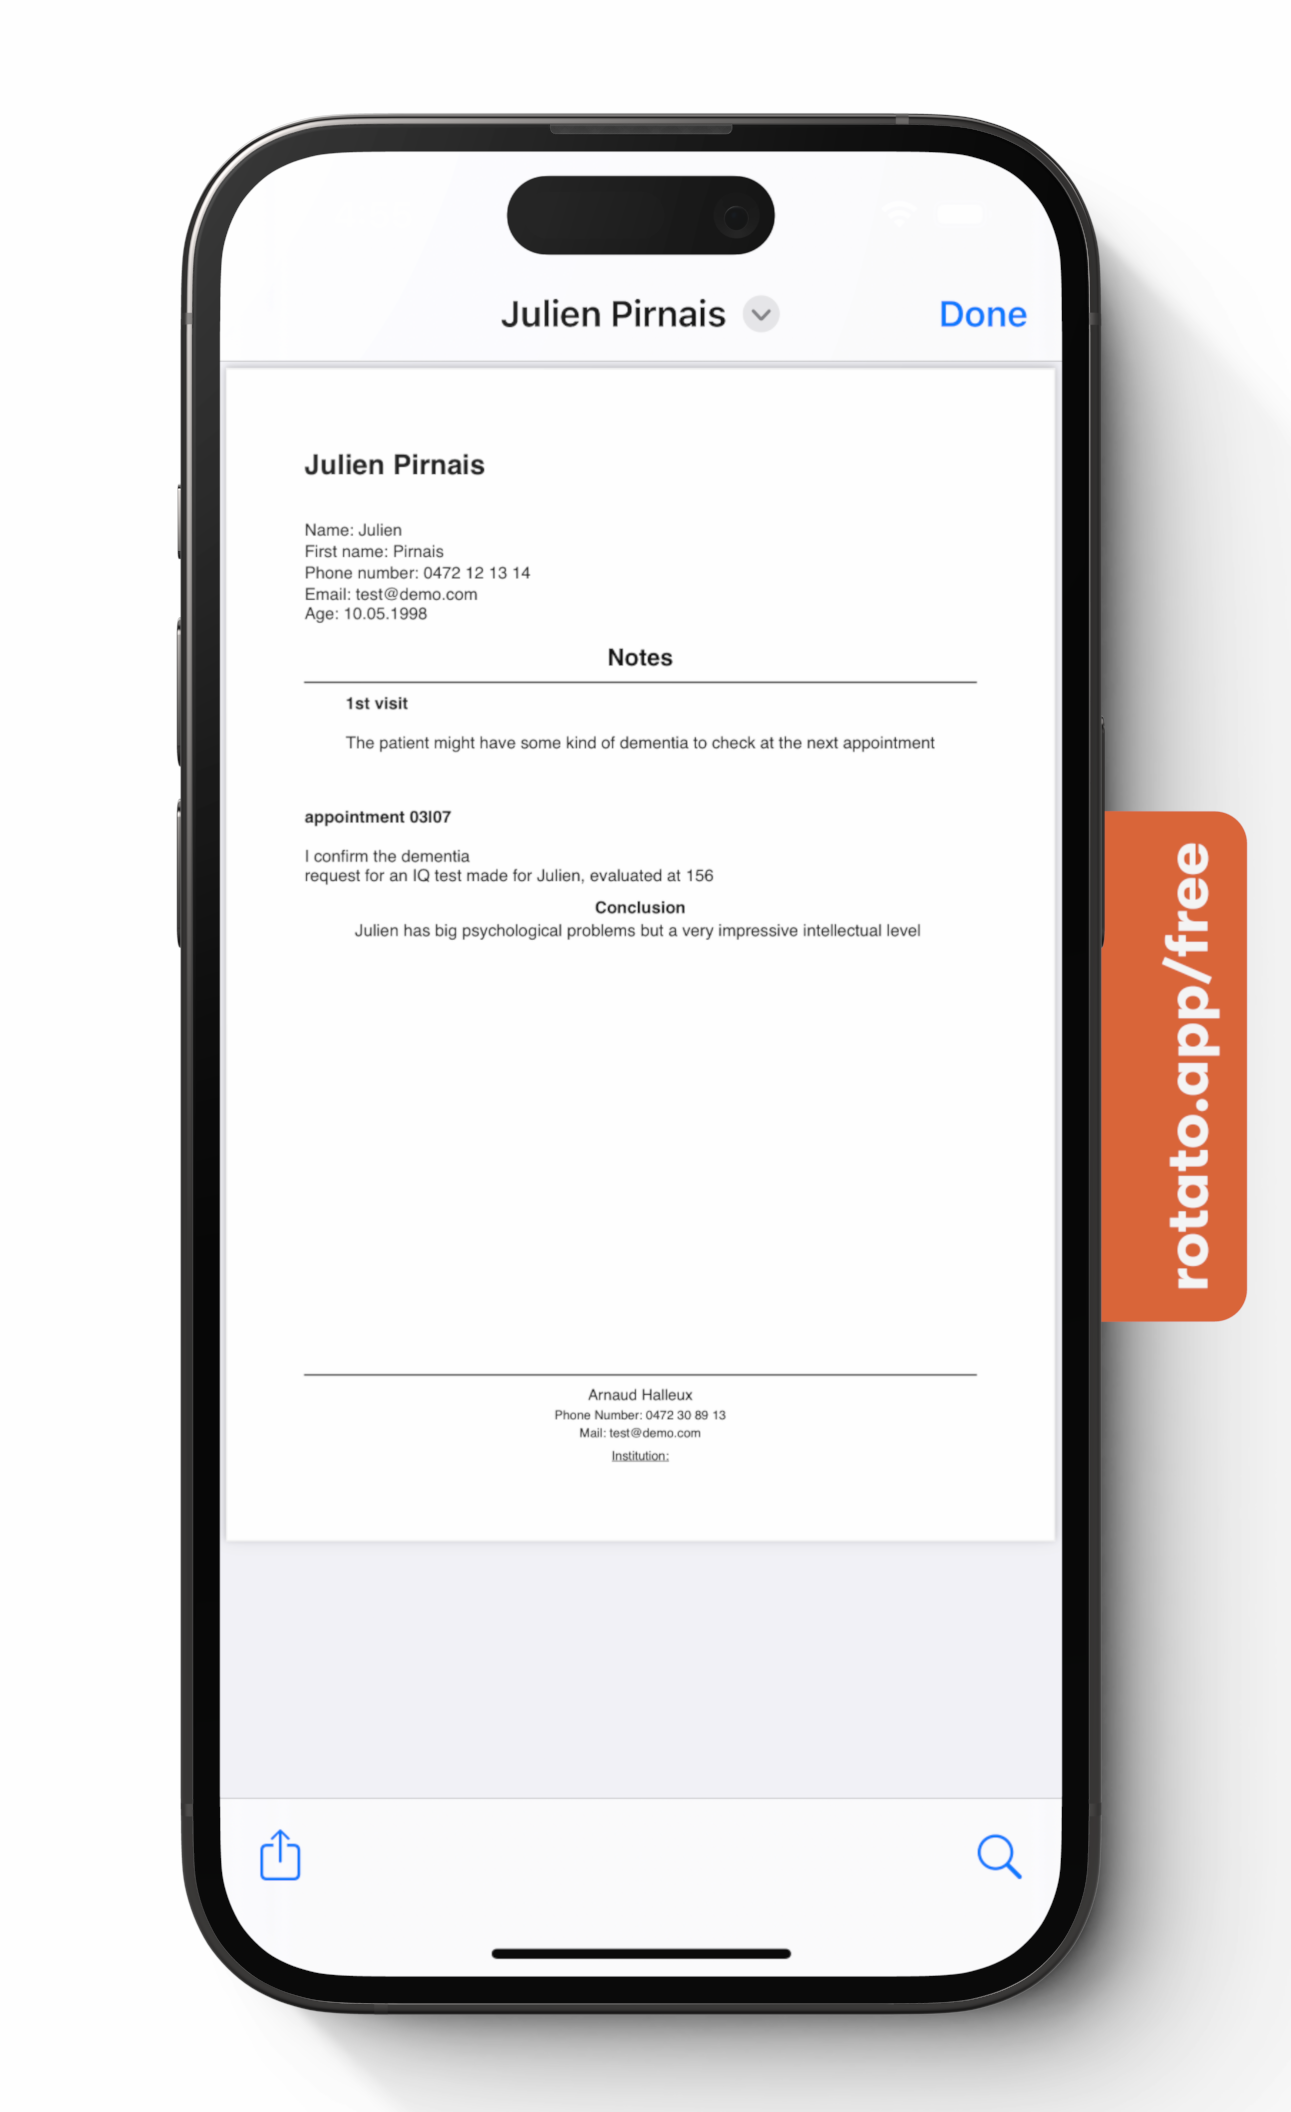 Julien Pirnais
Done
Julien Pirnais
Name: Julien
First name: Pirnais
Phone number: 0472 12 13 14
Email: test@demo.com
Age: 10.05.1998
Notes
1st visit
The patient might have some kind of dementia to check at the next appointment
appointment 03l07
I confirm the dementia
request for an IQ test made for Julien, evaluated at 156
Conclusion
Julien has big psychological problems but a very impressive intellectual level
Arnaud Halleux
Phone Number: 0472 30 89 13
Mail: test@demo.com
Institution:
rotato.app/free